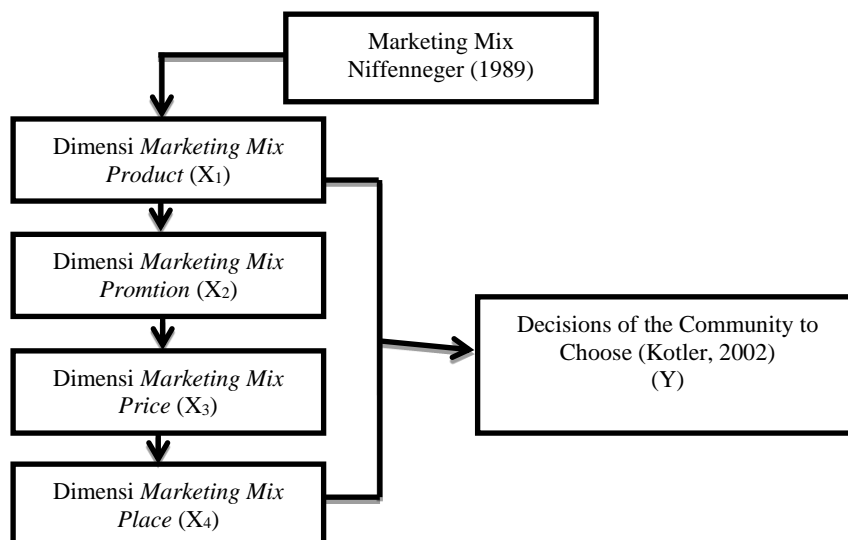 Marketing Mix
Niffenneger (1989)
Dimensi Marketing Mix
Product (X₁)
Dimensi Marketing Mix
Promtion (X₂)
Dimensi Marketing Mix
Price (X₃)
Dimensi Marketing Mix
Place (X₄)
Decisions of the Community to
Choose (Kotler, 2002)
(Y)